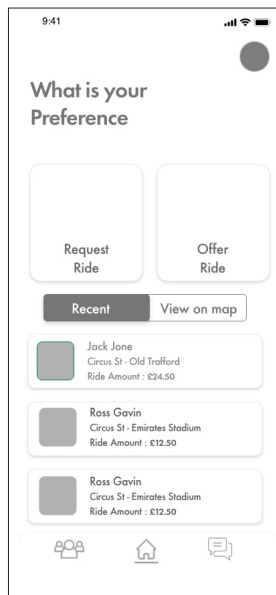 9:41
What is your
Preference
Request
Ride
Offer
Ride
Recent
View on map
Jack Jone
Circus St - Old Trafford
Ride Amount : £24.50
Ross Gavin
Circus St - Emirates Stadium
Ride Amount : £12.50
Ross Gavin
Circus St - Emirates Stadium
Ride Amount : £12.50